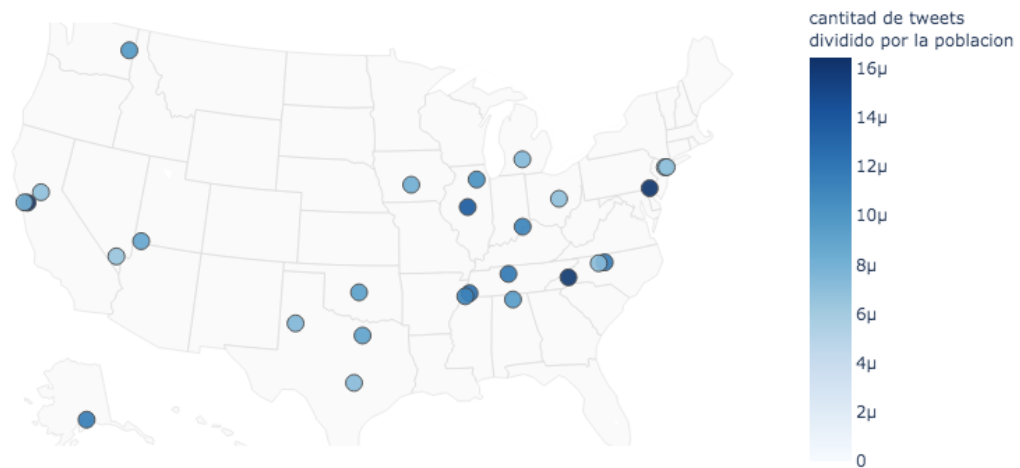 cantidad de tweets
dividido por la poblacion
16μ
14μ
12μ
10μ
8μ
6μ
4μ
2μ
0